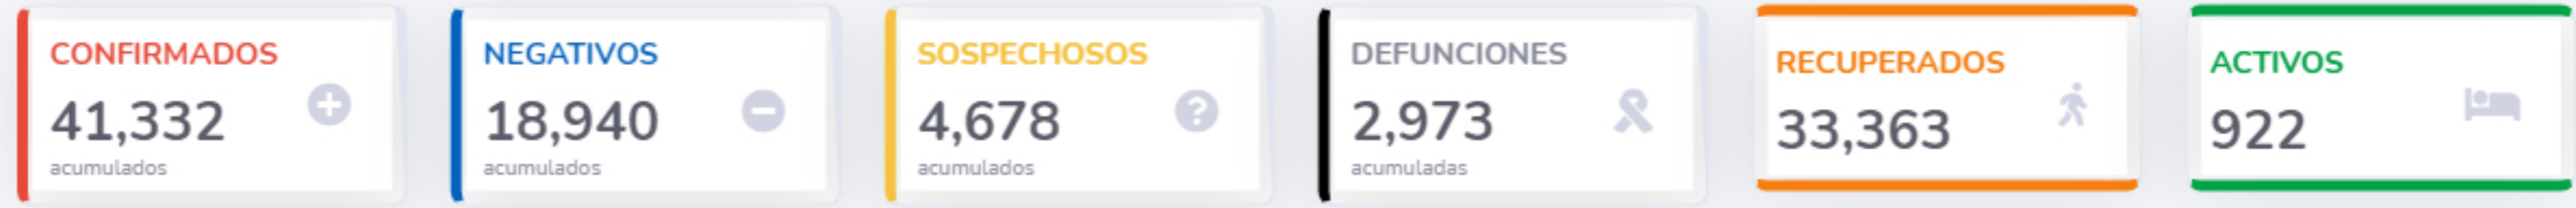 CONFIRMADOS
41,332
acumulados
NEGATIVOS
18,940
acumulados
SOSPECHOSOS
4,678
acumulados
DEFUNCIONES
2,973
acumuladas
RECUPERADOS
33,363
ACTIVOS
922